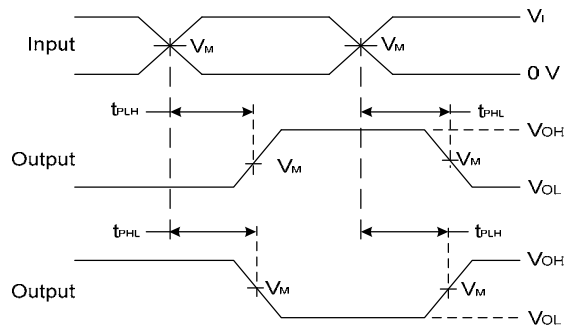 VI
Input VM VM
0 V
tPLH tPHL
VOH
Output VM VM
VOL
tPHL tPLH
VOH
Output VM VM
VOL